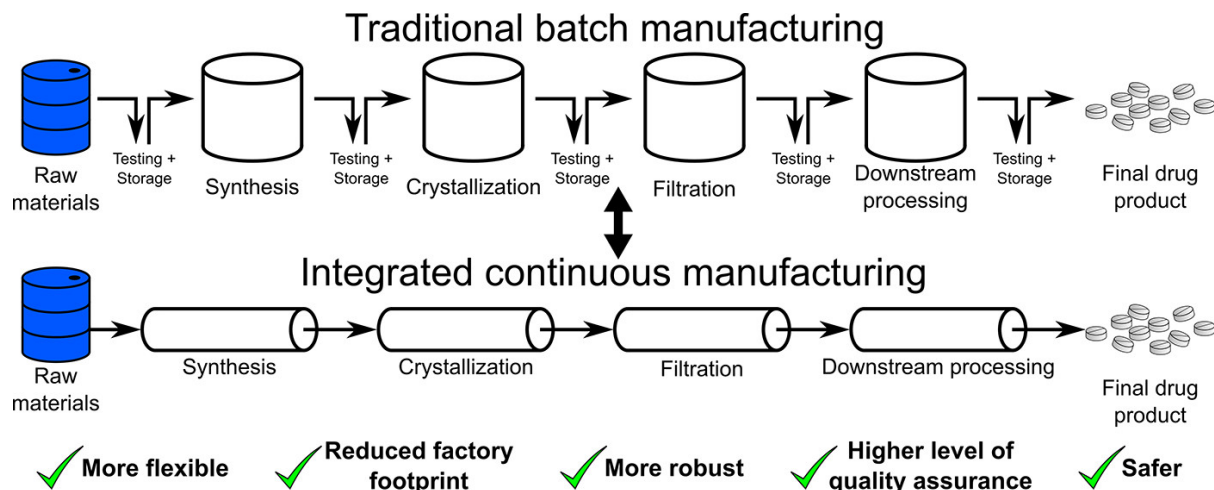 Traditional batch manufacturing
Testing +
Storage
Testing +
Storage
Testing +
Storage
Testing +
Storage
Testing +
Storage
Raw
materials
Synthesis
Crystallization
Filtration
Downstream
processing
Final drug
product
Integrated continuous manufacturing
Raw
materials
Synthesis
Crystallization
Filtration
Downstream processing
Final drug
product
More flexible
Reduced factory
footprint
More robust
Higher level of
quality assurance
Safer